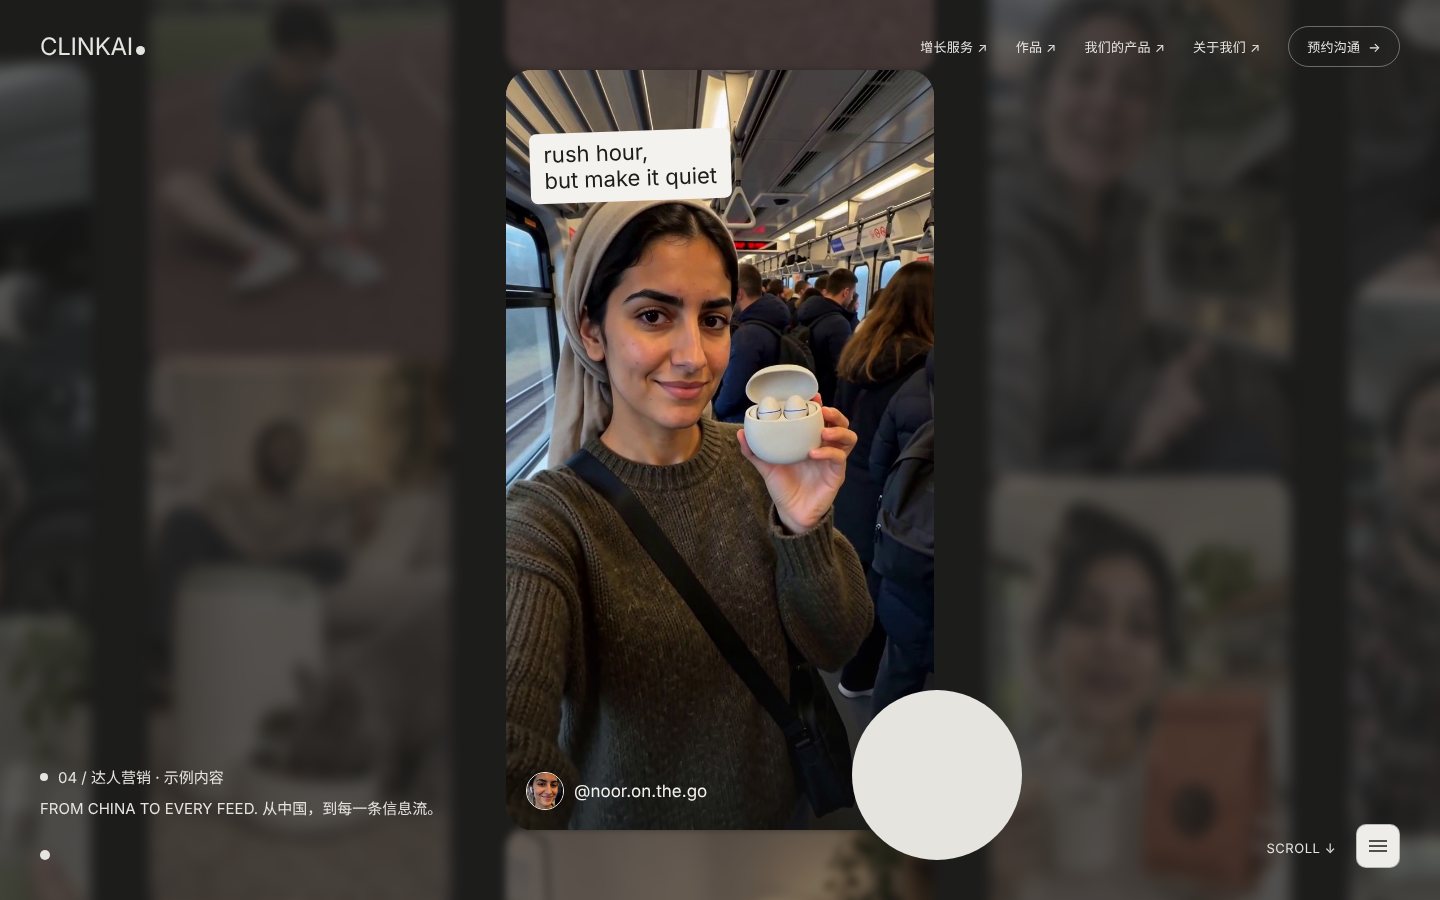 CLINKAI
增长服务 ↗
作品 ↗
我们的产品 ↗
关于我们 ↗
预约沟通 →
rush hour,
but make it quiet
@noor.on.the.go
04 / 达人营销 · 示例内容
FROM CHINA TO EVERY FEED. 从中国，到每一条信息流。
SCROLL ↓